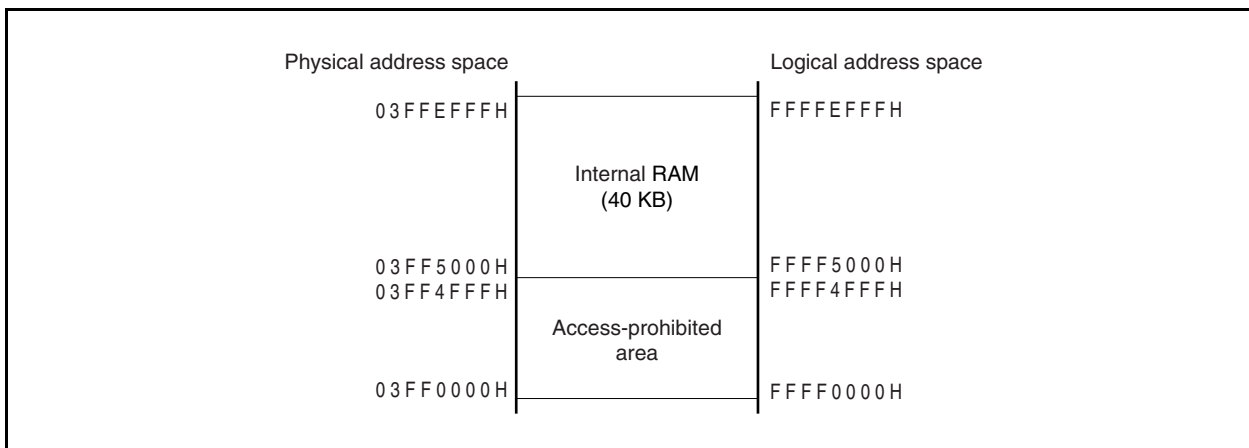 Physical address space
Logical address space
03FFEFFFH
FFFFEFFFH
Internal RAM
(40 KB)
03FF5000H
FFFF5000H
03FF4FFFH
FFFF4FFFH
Access-prohibited
area
03FF0000H
FFFF0000H